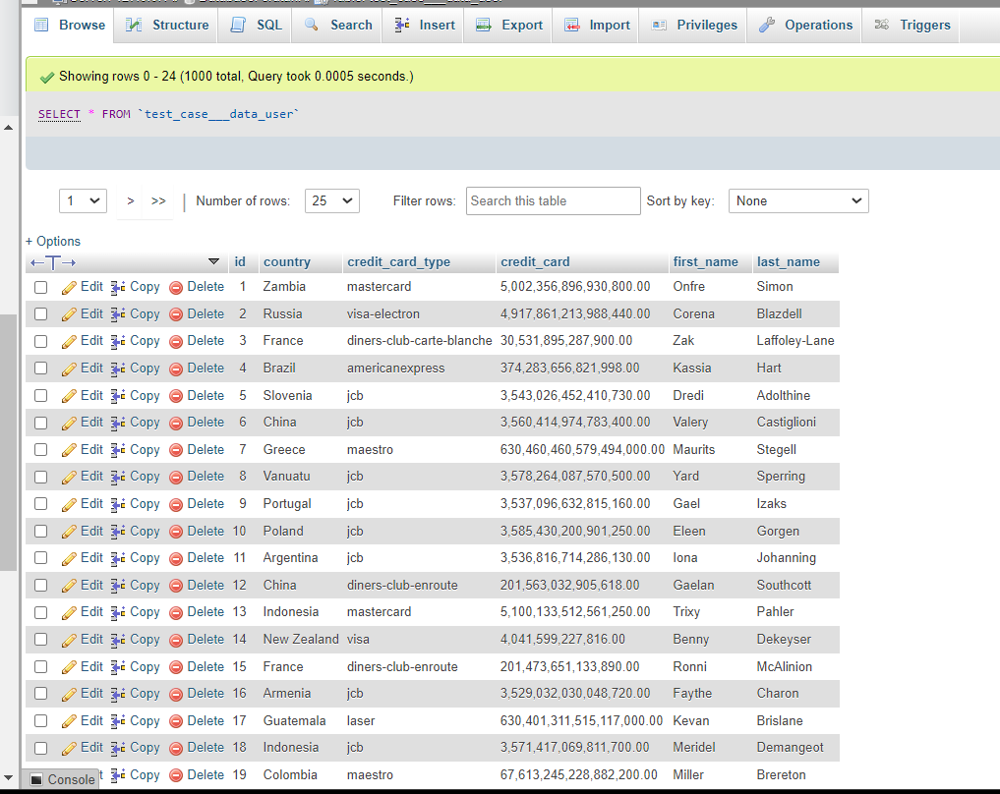 Browse Structure SQL Search Insert Export Import Privileges Operations Triggers
Showing rows 0 - 24 (1000 total, Query took 0.0005 seconds.)
SELECT * FROM `test_case___data_user`
1 > >> | Number of rows: 25 Filter rows: Search this table Sort by key: None
+ Options
←T→ id country credit_card_type credit_card first_name last_name
Edit Copy Delete 1 Zambia mastercard 5,002,356,896,930,800.00 Onfre Simon
Edit Copy Delete 2 Russia visa-electron 4,917,861,213,988,440.00 Corena Blazdell
Edit Copy Delete 3 France diners-club-carte-blanche 30,531,895,287,900.00 Zak Laffoley-Lane
Edit Copy Delete 4 Brazil americanexpress 374,283,656,821,998.00 Kassia Hart
Edit Copy Delete 5 Slovenia jcb 3,543,026,452,410,730.00 Dredi Adolthine
Edit Copy Delete 6 China jcb 3,560,414,974,783,400.00 Valery Castiglioni
Edit Copy Delete 7 Greece maestro 630,460,460,579,494,000.00 Maurits Stegell
Edit Copy Delete 8 Vanuatu jcb 3,578,264,087,570,500.00 Yard Sperring
Edit Copy Delete 9 Portugal jcb 3,537,096,632,815,160.00 Gael Izaks
Edit Copy Delete 10 Poland jcb 3,585,430,200,901,250.00 Eleen Gorgen
Edit Copy Delete 11 Argentina jcb 3,536,816,714,286,130.00 Iona Johanning
Edit Copy Delete 12 China diners-club-enroute 201,563,032,905,618.00 Gaelan Southcott
Edit Copy Delete 13 Indonesia mastercard 5,100,133,512,561,250.00 Trixy Pahler
Edit Copy Delete 14 New Zealand visa 4,041,599,227,816.00 Benny Dekeyser
Edit Copy Delete 15 France diners-club-enroute 201,473,651,133,890.00 Ronni McAlinion
Edit Copy Delete 16 Armenia jcb 3,529,032,030,048,720.00 Faythe Charon
Edit Copy Delete 17 Guatemala laser 630,401,311,515,117,000.00 Kevan Brislane
Edit Copy Delete 18 Indonesia jcb 3,571,417,069,811,700.00 Meridel Demangeot
Console Copy Delete 19 Colombia maestro 67,613,245,228,882,200.00 Miller Brereton